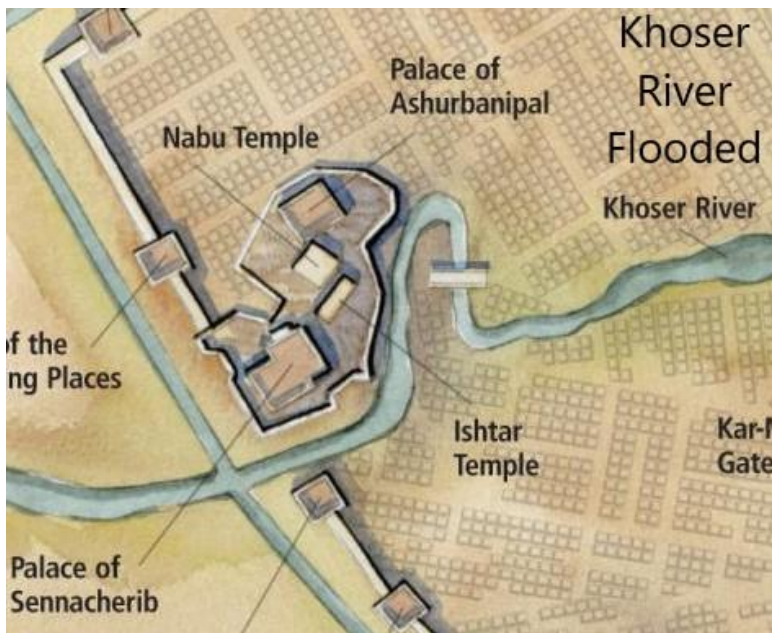 Khoser
River
Flooded
Palace of
Ashurbanipal
Nabu Temple
Khoser River
of the
ng Places
Ishtar
Temple
Kar-
Gate
Palace of
Sennacherib